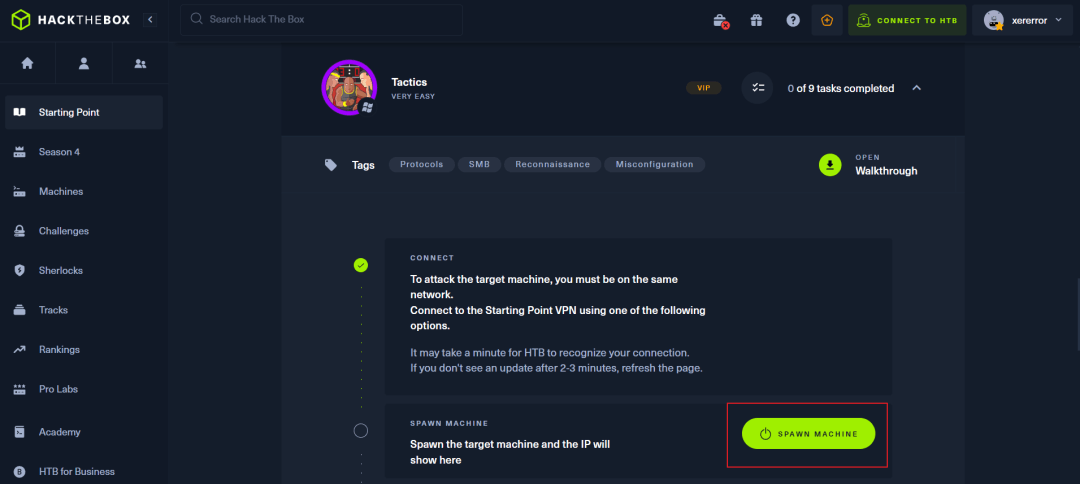 HACKTHEBOX
Search Hack The Box
CONNECT TO HTB
xererror
Starting Point
Season 4
Machines
Challenges
Sherlocks
Tracks
Rankings
Pro Labs
Academy
HTB for Business
Tactics
VERY EASY
VIP
0 of 9 tasks completed
Tags
Protocols
SMB
Reconnaissance
Misconfiguration
OPEN
Walkthrough
CONNECT
To attack the target machine, you must be on the same
network.
Connect to the Starting Point VPN using one of the following
options.
It may take a minute for HTB to recognize your connection.
If you don't see an update after 2-3 minutes, refresh the page.
SPAWN MACHINE
Spawn the target machine and the IP will
show here
SPAWN MACHINE